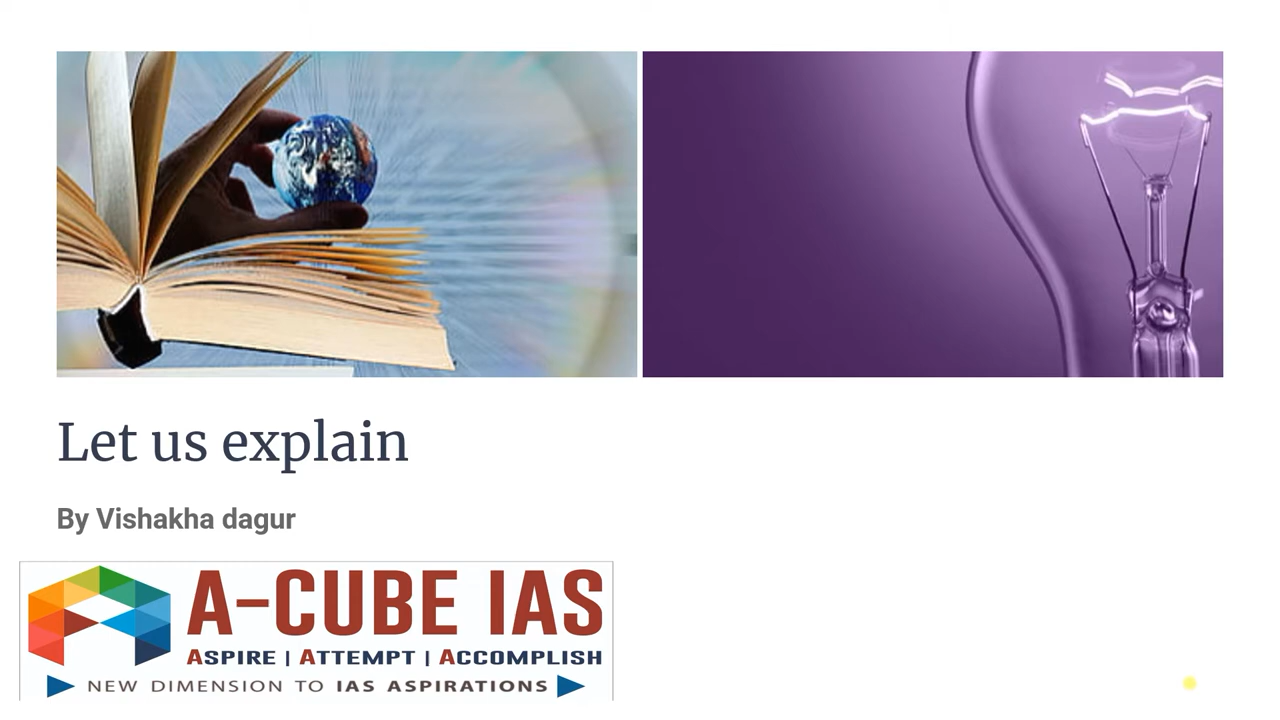 Let us explain
By Vishakha dagur
A-CUBE IAS
ASPIRE | ATTEMPT | ACCOMPLISH
NEW DIMENSION TO IAS ASPIRATIONS